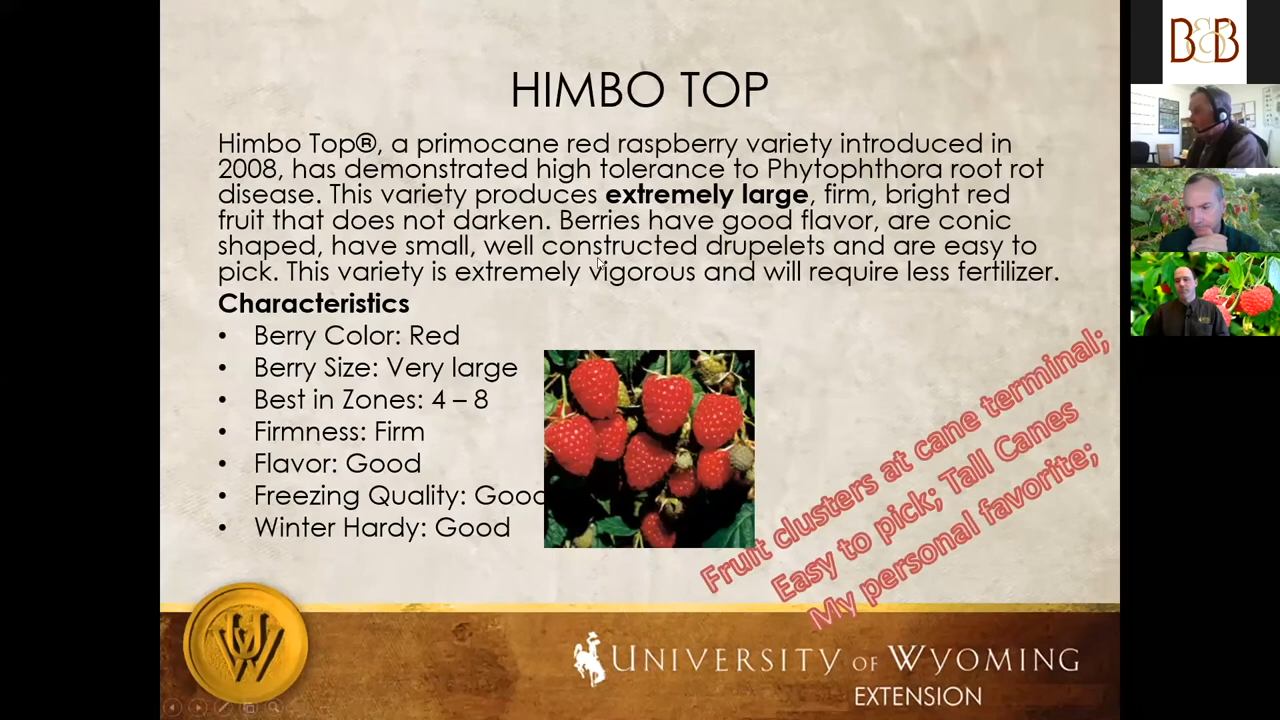 HIMBO TOP
Himbo Top®, a primocane red raspberry variety introduced in
2008, has demonstrated high tolerance to Phytophthora root rot
disease. This variety produces extremely large, firm, bright red
fruit that does not darken. Berries have good flavor, are conic
shaped, have small, well constructed drupelets and are easy to
pick. This variety is extremely vigorous and will require less fertilizer.
Characteristics
• Berry Color: Red
• Berry Size: Very large
• Best in Zones: 4 – 8
• Firmness: Firm
• Flavor: Good
• Freezing Quality: Good
• Winter Hardy: Good
Fruit clusters at cane terminal;
Easy to pick; Tall Canes
My personal favorite;
UW
UNIVERSITY OF WYOMING
EXTENSION
B&B